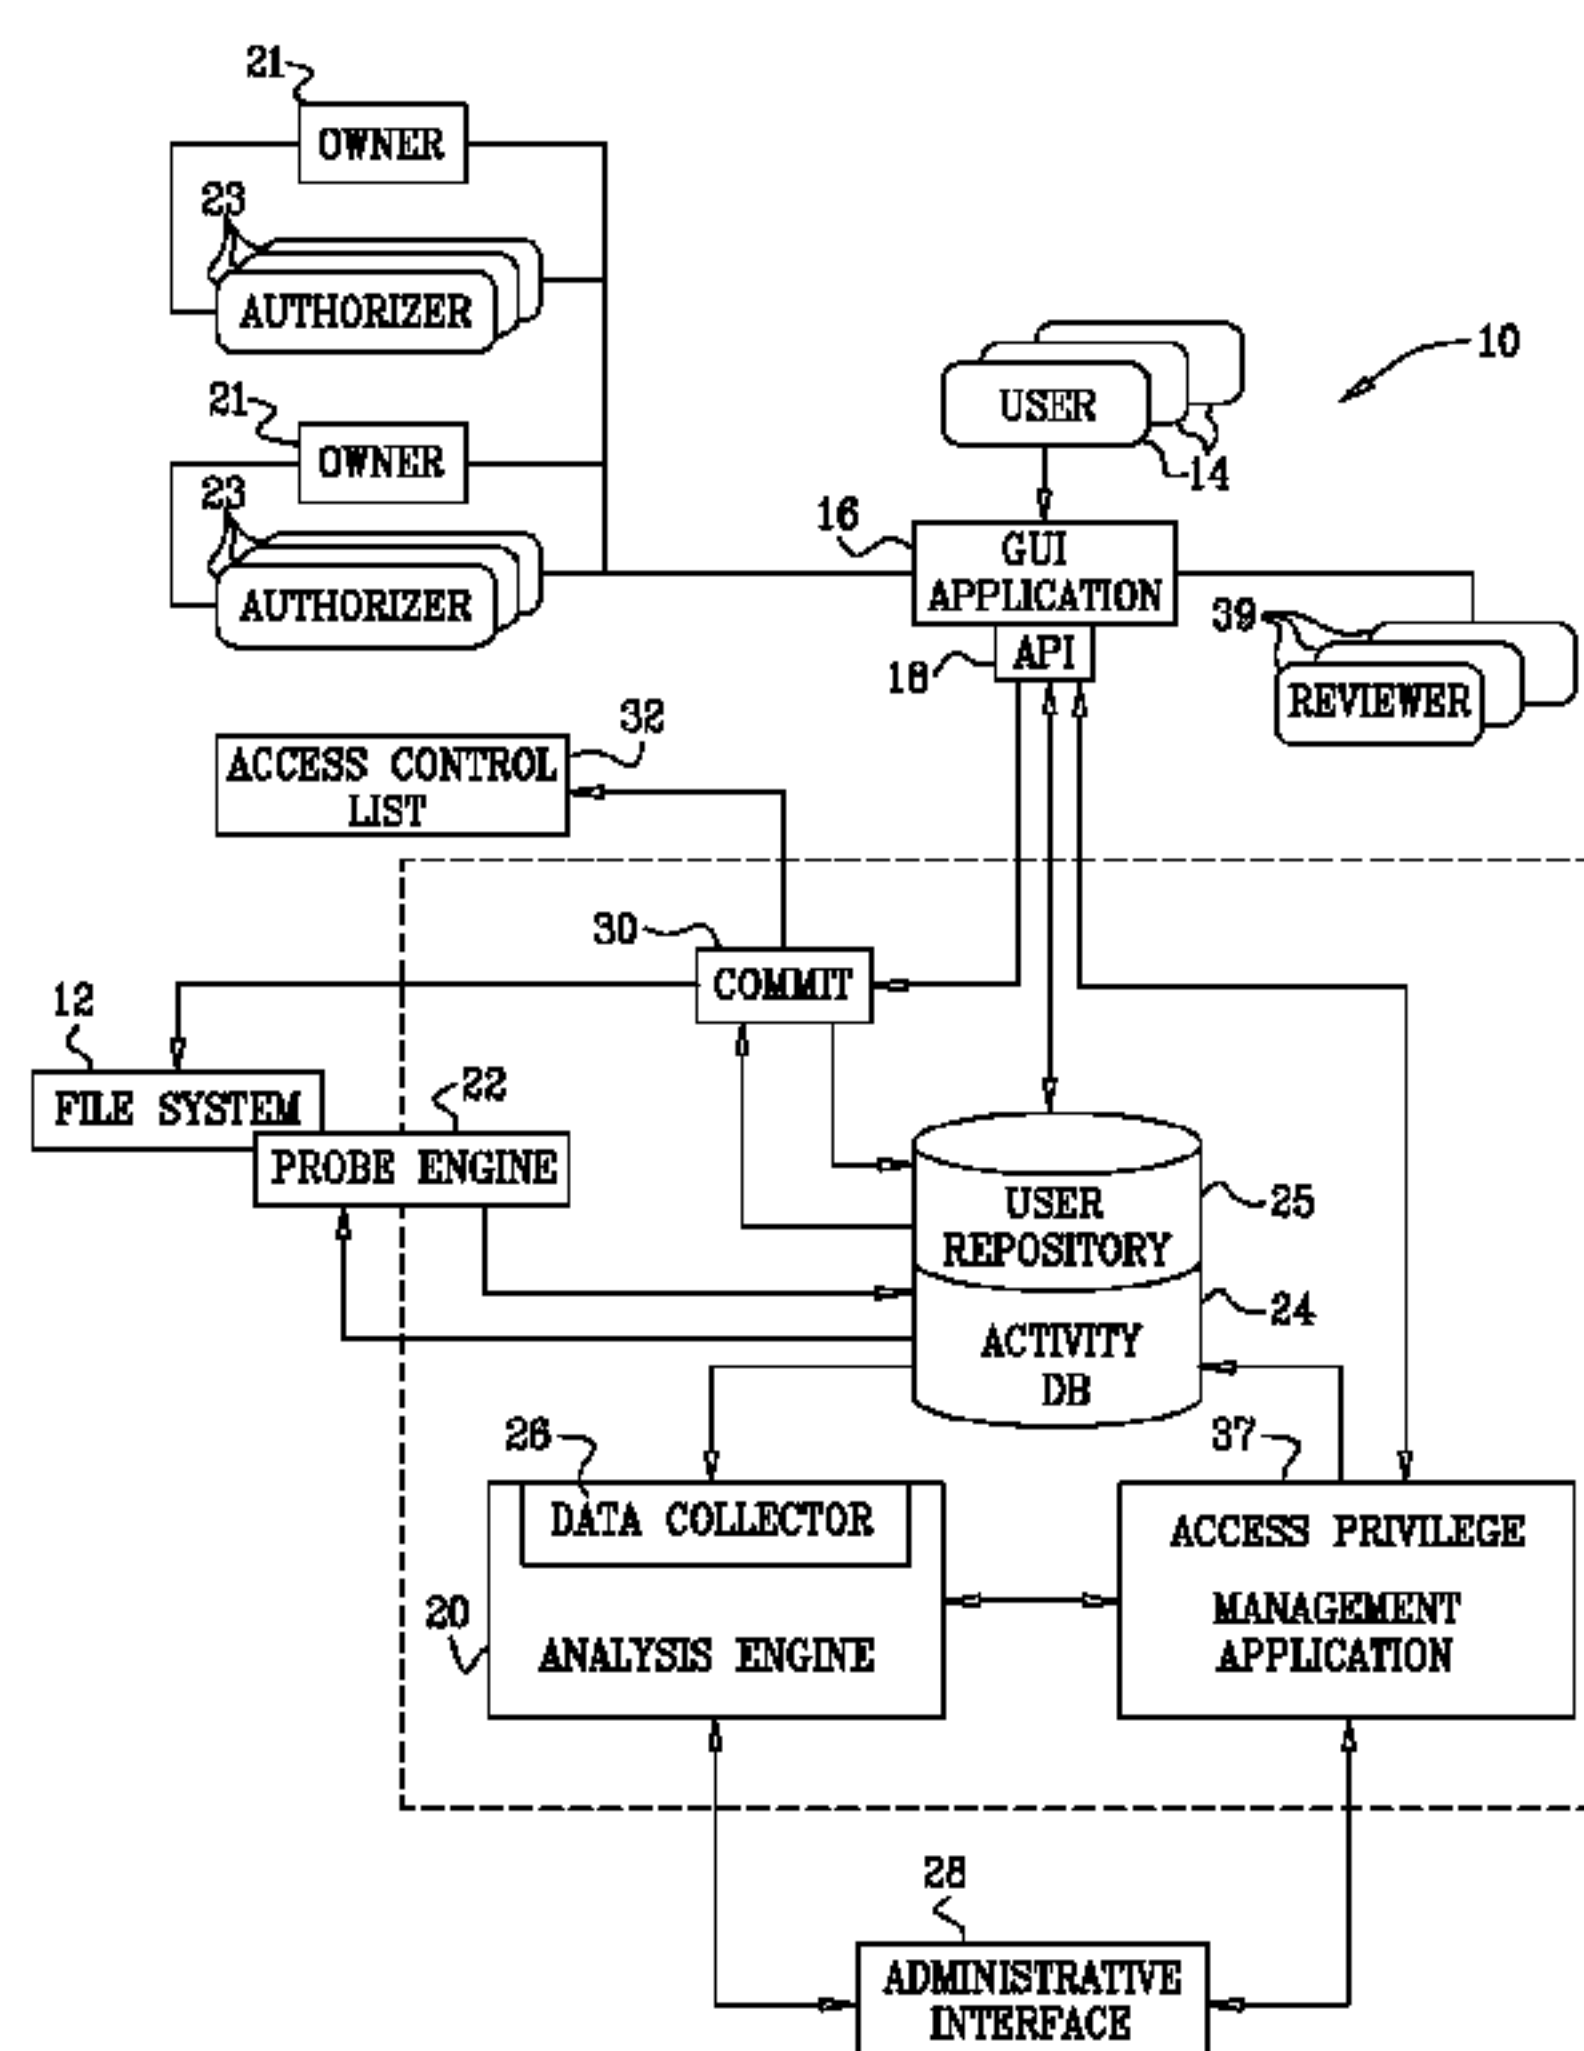 21
OWNER
23
AUTHORIZER
21
OWNER
23
AUTHORIZER
10
USER
14
16
GUI
APPLICATION
18
API
39
REVIEWER
32
ACCESS CONTROL
LIST
30
COMMIT
12
FILE SYSTEM
22
PROBE ENGINE
USER
REPOSITORY
25
ACTIVITY
DB
24
26
DATA COLLECTOR
20
ANALYSIS ENGINE
37
ACCESS PRIVILEGE
MANAGEMENT
APPLICATION
28
ADMINISTRATIVE
INTERFACE